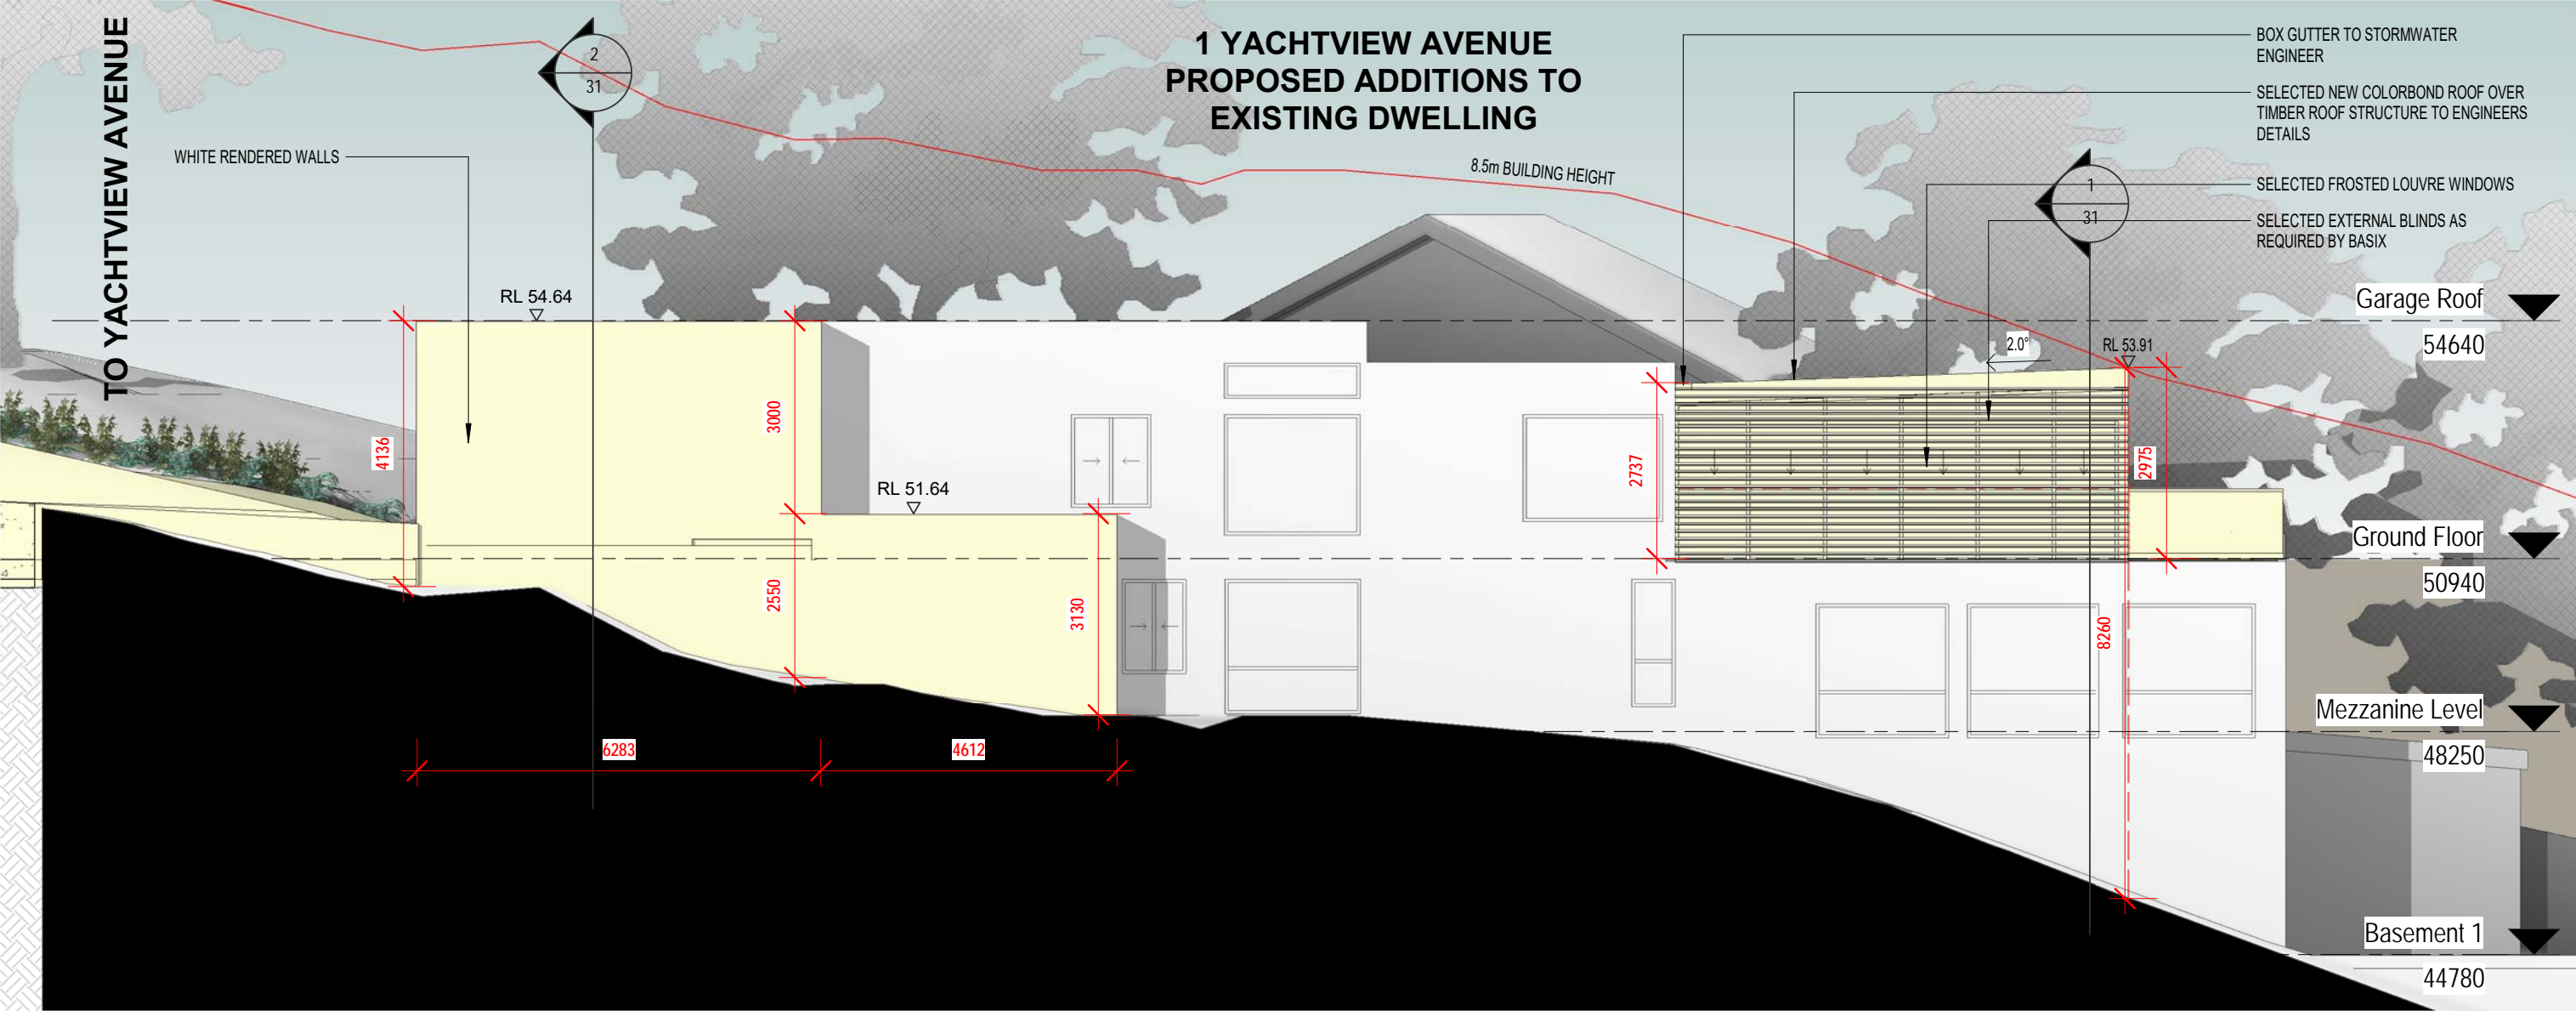 TO YACHTVIEW AVENUE
1 YACHTVIEW AVENUE
PROPOSED ADDITIONS TO
EXISTING DWELLING
2
31
WHITE RENDERED WALLS
8.5m BUILDING HEIGHT
BOX GUTTER TO STORMWATER
ENGINEER
SELECTED NEW COLORBOND ROOF OVER
TIMBER ROOF STRUCTURE TO ENGINEERS
DETAILS
1
31
SELECTED FROSTED LOUVRE WINDOWS
SELECTED EXTERNAL BLINDS AS
REQUIRED BY BASIX
RL 54.64
Garage Roof
54640
2.0°
RL 53.91
4136
3000
2737
2975
RL 51.64
Ground Floor
50940
2550
3130
8260
Mezzanine Level
48250
6283
4612
Basement 1
44780